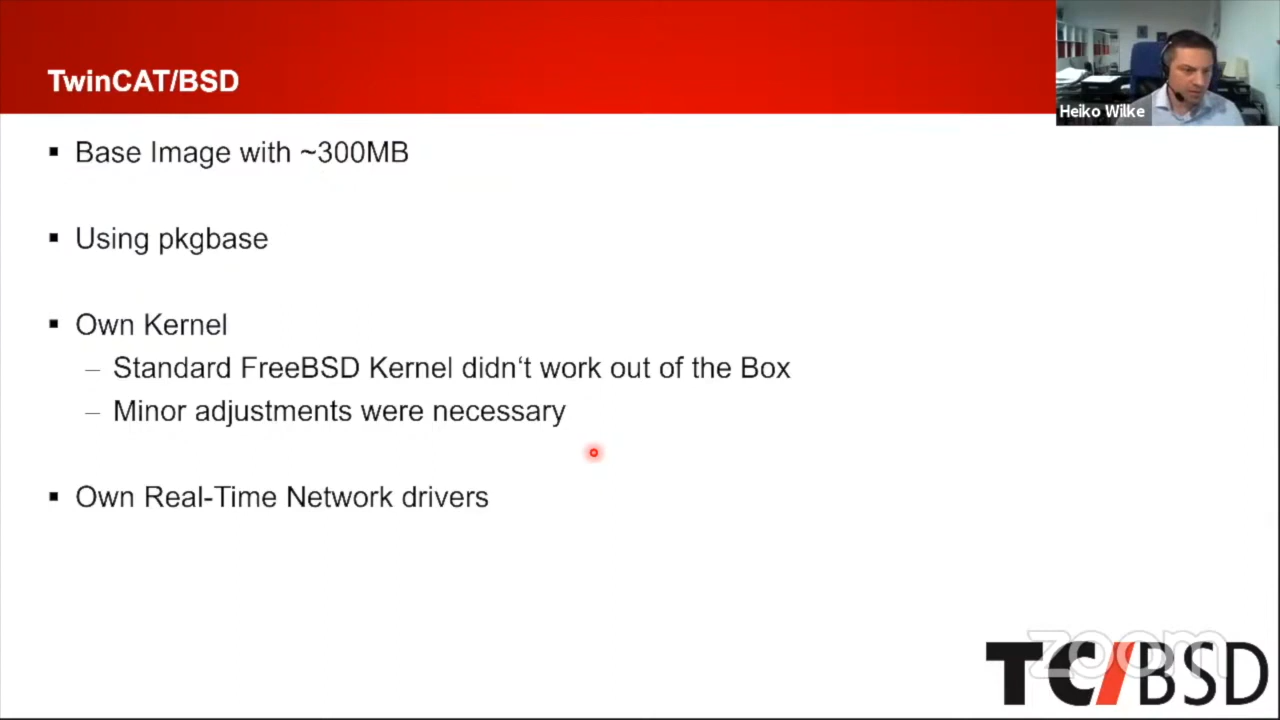 TwinCAT/BSD
Heiko Wilke
▪ Base Image with ~300MB
▪ Using pkgbase
▪ Own Kernel
– Standard FreeBSD Kernel didn‘t work out of the Box
– Minor adjustments were necessary
▪ Own Real-Time Network drivers
zoom
TC/BSD